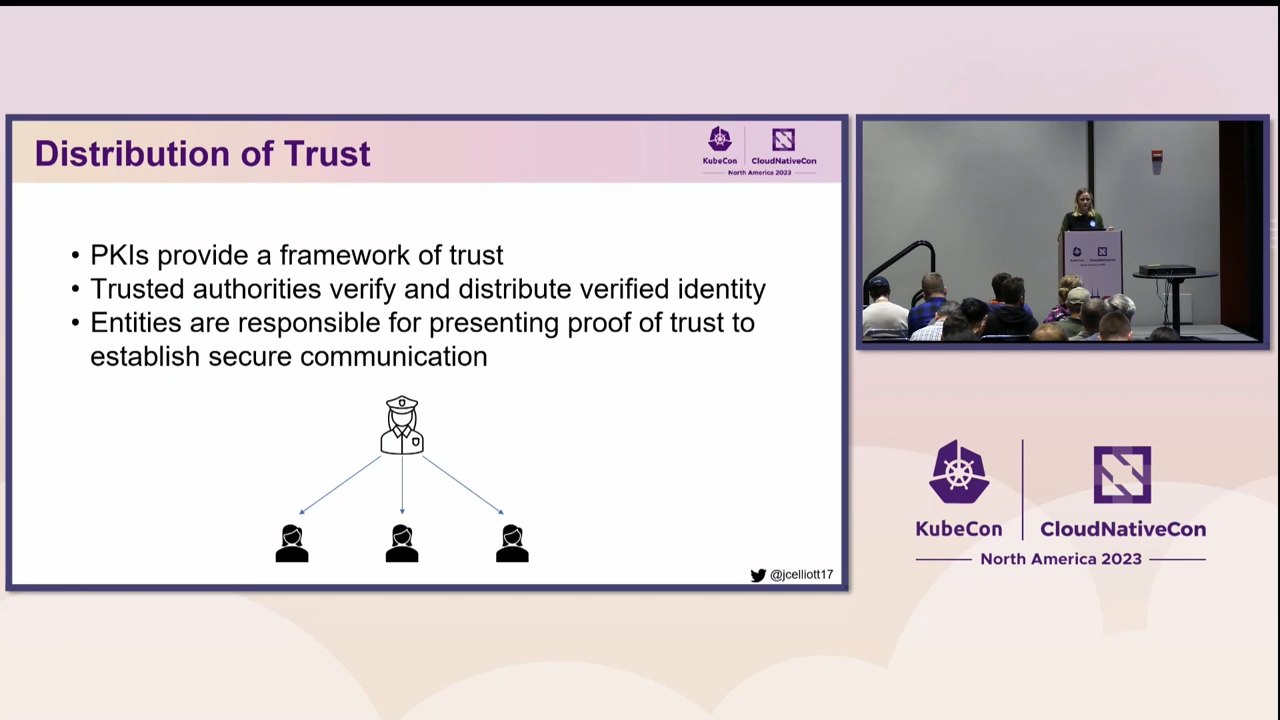 Distribution of Trust
KubeCon
CloudNativeCon
North America 2023
• PKIs provide a framework of trust
• Trusted authorities verify and distribute verified identity
• Entities are responsible for presenting proof of trust to
establish secure communication
@jcelliott17
KubeCon
CloudNativeCon
North America 2023